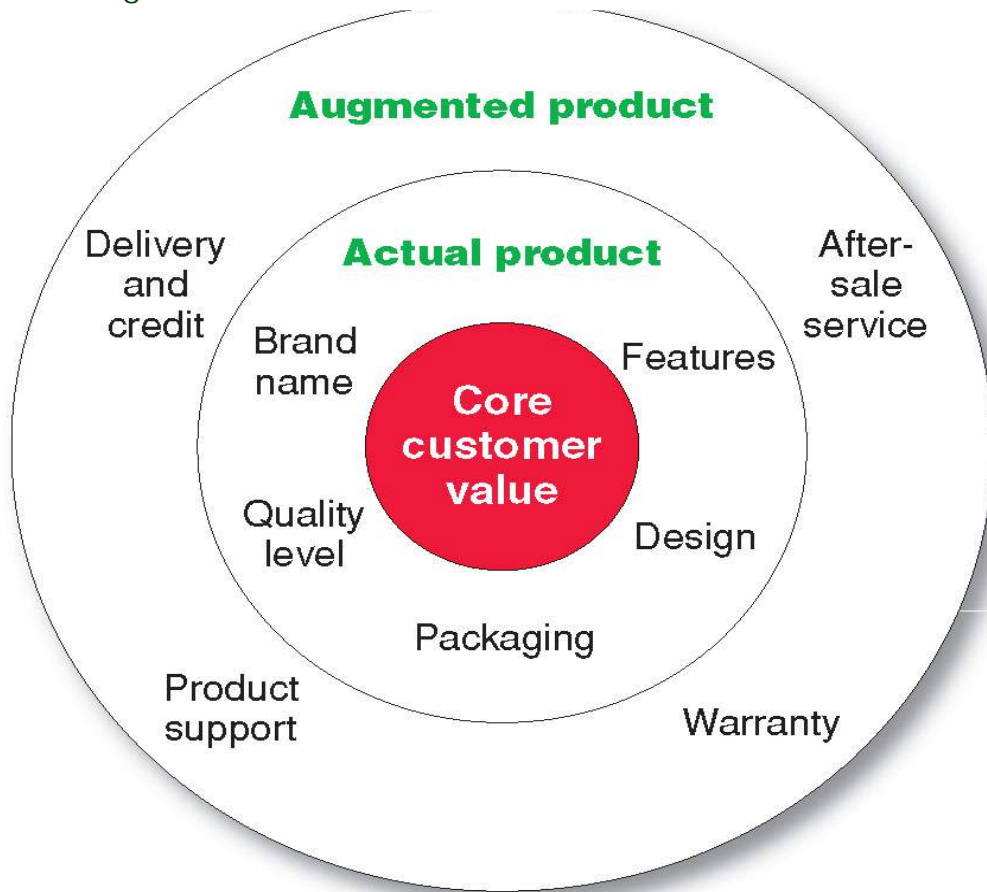 Augmented product
Delivery
and
credit
Actual product
After-
sale
service
Brand
name
Features
Core
customer
value
Quality
level
Design
Packaging
Product
support
Warranty